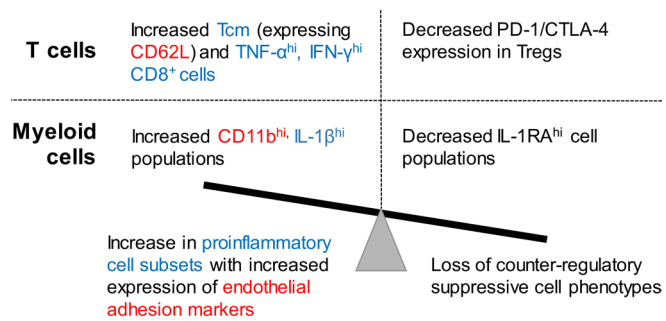 T cells
Increased Tcm (expressing
CD62L) and TNF-α^hi, IFN-γ^hi
CD8⁺ cells
Decreased PD-1/CTLA-4
expression in Tregs
Myeloid
cells
Increased CD11b^hi, IL-1β^hi
populations
Decreased IL-1RA^hi cell
populations
Increase in proinflammatory
cell subsets with increased
expression of endothelial
adhesion markers
Loss of counter-regulatory
suppressive cell phenotypes